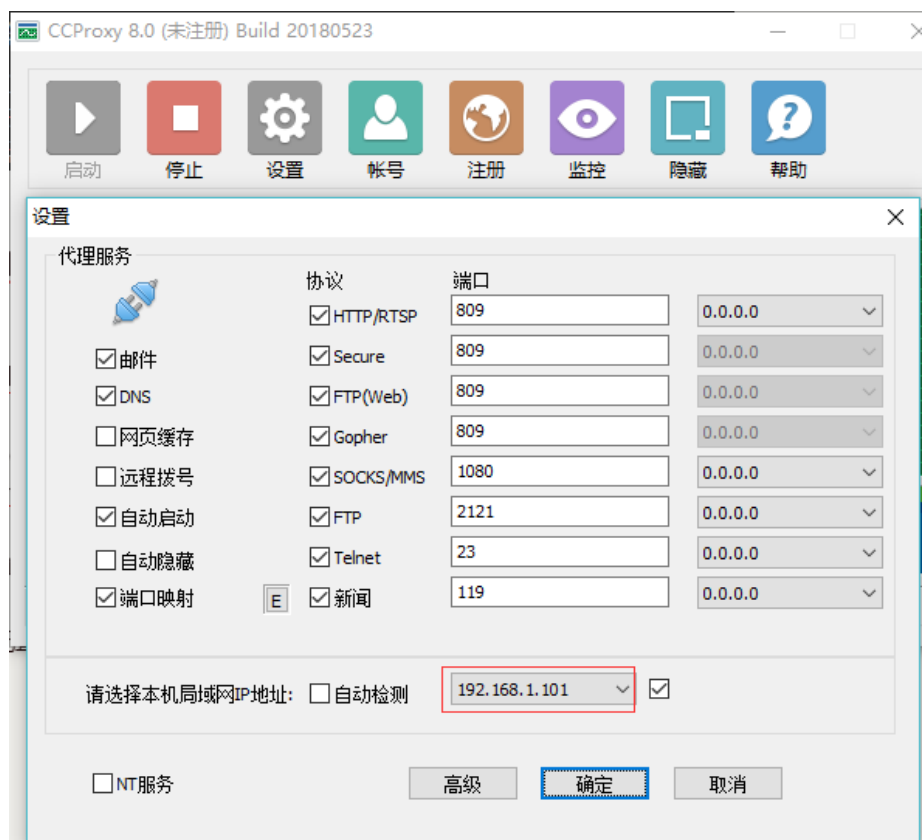 CCProxy 8.0 (未注册) Build 20180523
启动 停止 设置 帐号 注册 监控 隐藏 帮助
设置
代理服务
协议 端口
HTTP/RTSP 809 0.0.0.0
邮件 Secure 809 0.0.0.0
DNS FTP(Web) 809 0.0.0.0
网页缓存 Gopher 809 0.0.0.0
远程拨号 SOCKS/MMS 1080 0.0.0.0
自动启动 FTP 2121 0.0.0.0
自动隐藏 Telnet 23 0.0.0.0
端口映射 E 新闻 119 0.0.0.0
请选择本机局域网IP地址: 自动检测 192.168.1.101
NT服务 高级 确定 取消